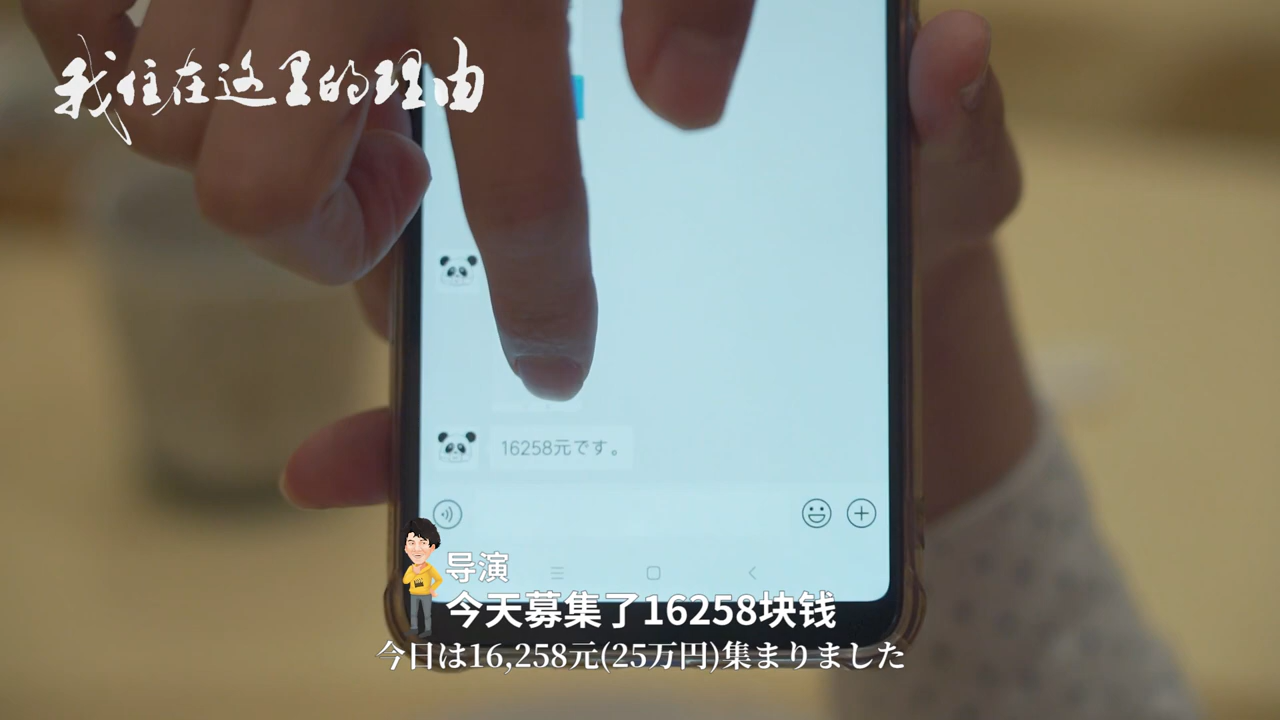 我住在这里的理由
16258元です。
导演
今天募集了16258块钱
今日は16,258元(25万円)集まりました